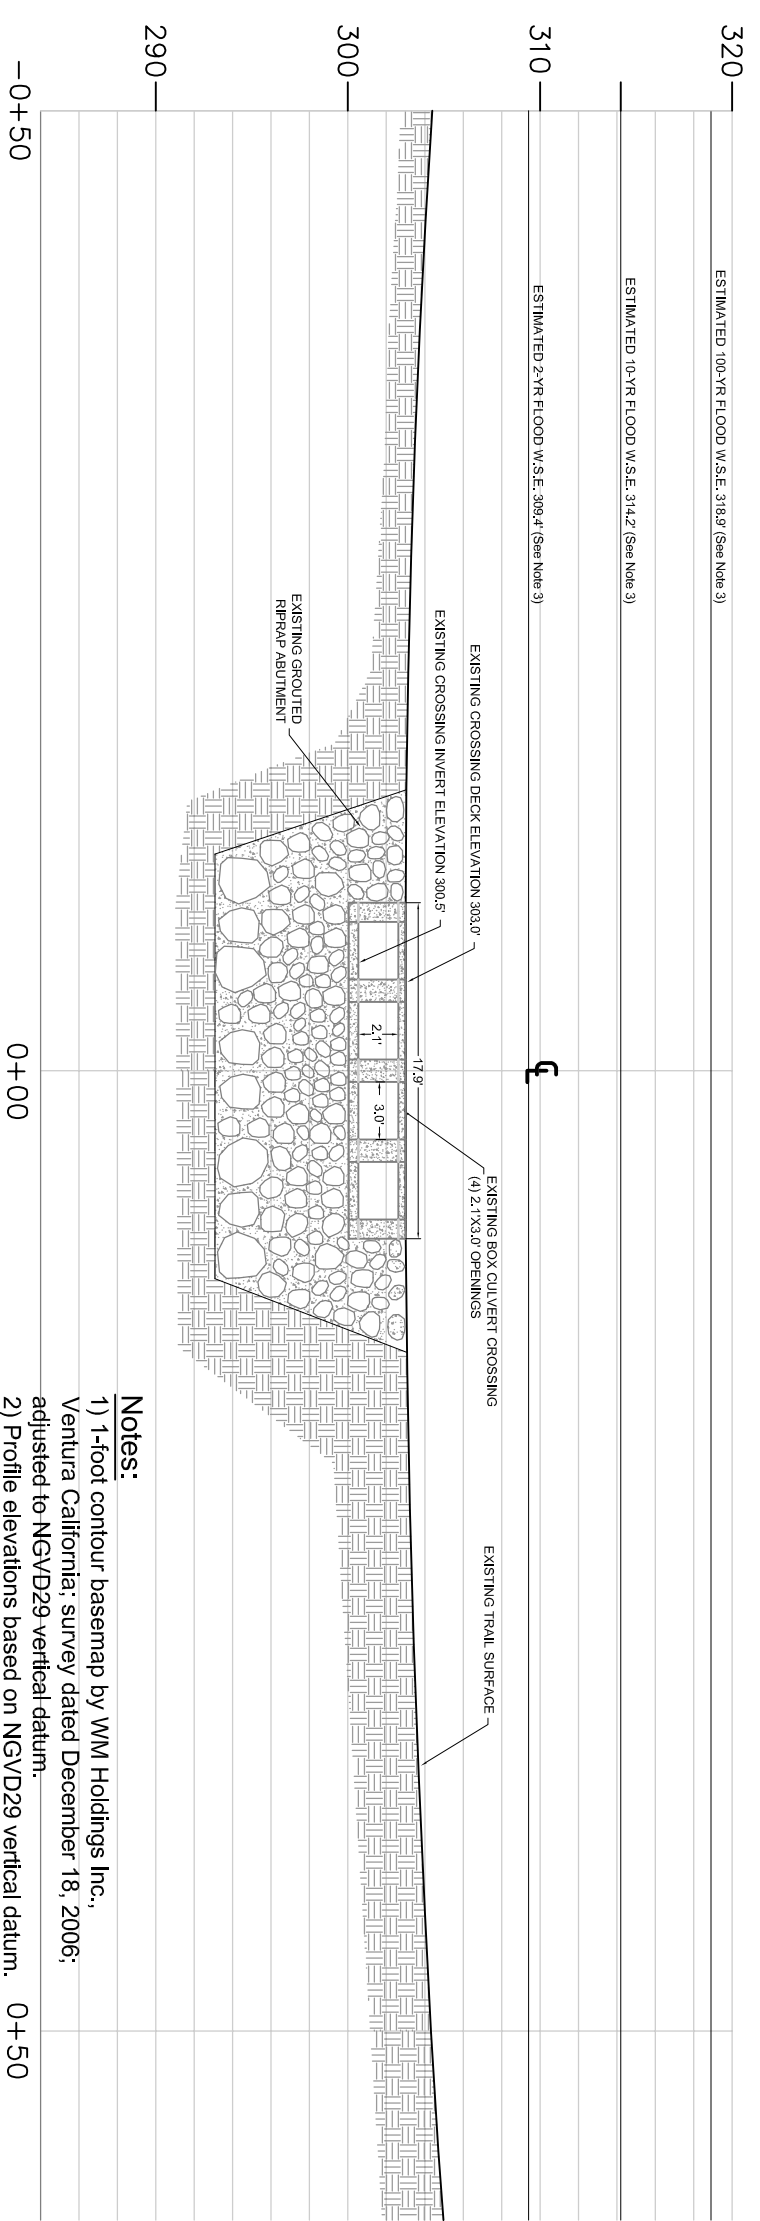 320
310
300
290
-0+50
0+00
0+50
ESTIMATED 100-YR FLOOD W.S.E. 318.9' (See Note 3)
ESTIMATED 10-YR FLOOD W.S.E. 314.2' (See Note 3)
ESTIMATED 2-YR FLOOD W.S.E. 309.4' (See Note 3)
CL
EXISTING CROSSING DECK ELEVATION 303.0'
EXISTING CROSSING INVERT ELEVATION 300.5'
EXISTING GROUTED
RIPRAP ABUTMENT
17.9'
2.1'
3.0'
EXISTING BOX CULVERT CROSSING
(4) 2.1'X3.0' OPENINGS
EXISTING TRAIL SURFACE
Notes:
1) 1-foot contour basemap by WM Holdings Inc.,
Ventura California; survey dated December 18, 2006;
adjusted to NGVD29 vertical datum.
2) Profile elevations based on NGVD29 vertical datum.